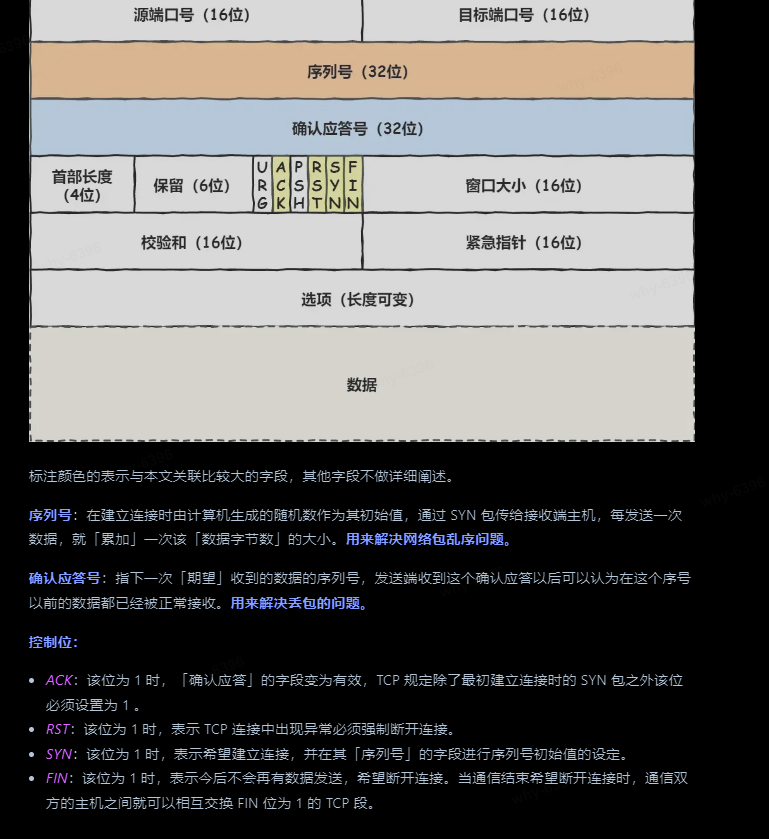 源端口号（16位） 目标端口号（16位）
序列号（32位）
确认应答号（32位）
首部长度（4位） 保留（6位） URG ACK PSH RST SYN FIN 窗口大小（16位）
校验和（16位） 紧急指针（16位）
选项（长度可变）
数据
标注颜色的表示与本文关联比较大的字段，其他字段不做详细阐述。
序列号：在建立连接时由计算机生成的随机数作为其初始值，通过 SYN 包传给接收端主机，每发送一次
数据，就「累加」一次该「数据字节数」的大小。用来解决网络包乱序问题。
确认应答号：指下一次「期望」收到的数据的序列号，发送端收到这个确认应答以后可以认为在这个序号
以前的数据都已经被正常接收。用来解决丢包的问题。
控制位：
ACK：该位为 1 时，「确认应答」的字段变为有效，TCP 规定除了最初建立连接时的 SYN 包之外该位
必须设置为 1 。
RST：该位为 1 时，表示 TCP 连接中出现异常必须强制断开连接。
SYN：该位为 1 时，表示希望建立连接，并在其「序列号」的字段进行序列号初始值的设定。
FIN：该位为 1 时，表示今后不会再有数据发送，希望断开连接。当通信结束希望断开连接时，通信双
方的主机之间就可以相互交换 FIN 位为 1 的 TCP 段。